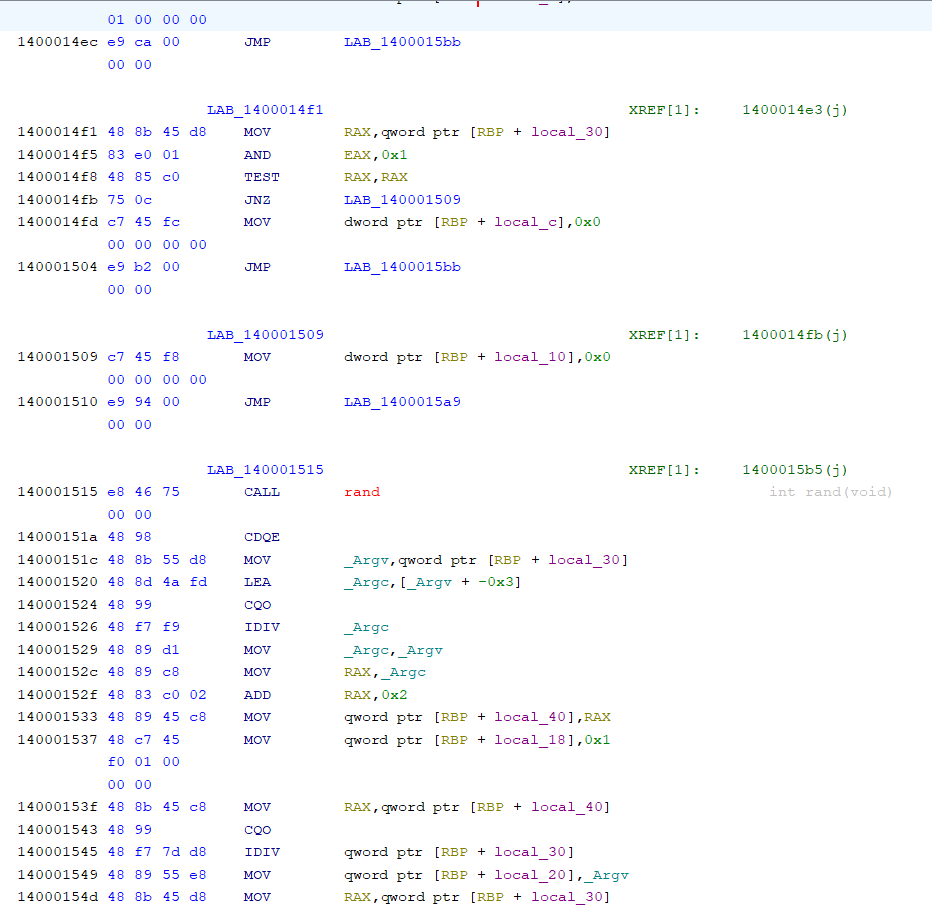 01 00 00 00
1400014ec e9 ca 00 JMP LAB_1400015bb
00 00
LAB_1400014f1 XREF[1]: 1400014e3(j)
1400014f1 48 8b 45 d8 MOV RAX,qword ptr [RBP + local_30]
1400014f5 83 e0 01 AND EAX,0x1
1400014f8 48 85 c0 TEST RAX,RAX
1400014fb 75 0c JNZ LAB_140001509
1400014fd c7 45 fc MOV dword ptr [RBP + local_c],0x0
00 00 00 00
140001504 e9 b2 00 JMP LAB_1400015bb
00 00
LAB_140001509 XREF[1]: 1400014fb(j)
140001509 c7 45 f8 MOV dword ptr [RBP + local_10],0x0
00 00 00 00
140001510 e9 94 00 JMP LAB_1400015a9
00 00
LAB_140001515 XREF[1]: 1400015b5(j)
140001515 e8 46 75 CALL rand int rand(void)
00 00
14000151a 48 98 CDQE
14000151c 48 8b 55 d8 MOV _Argv,qword ptr [RBP + local_30]
140001520 48 8d 4a fd LEA _Argc,[_Argv + -0x3]
140001524 48 99 CQO
140001526 48 f7 f9 IDIV _Argc
140001529 48 89 d1 MOV _Argc,_Argv
14000152c 48 89 c8 MOV RAX,_Argc
14000152f 48 83 c0 02 ADD RAX,0x2
140001533 48 89 45 c8 MOV qword ptr [RBP + local_40],RAX
140001537 48 c7 45 MOV qword ptr [RBP + local_18],0x1
f0 01 00
00 00
14000153f 48 8b 45 c8 MOV RAX,qword ptr [RBP + local_40]
140001543 48 99 CQO
140001545 48 f7 7d d8 IDIV qword ptr [RBP + local_30]
140001549 48 89 55 e8 MOV qword ptr [RBP + local_20],_Argv
14000154d 48 8b 45 d8 MOV RAX,qword ptr [RBP + local_30]